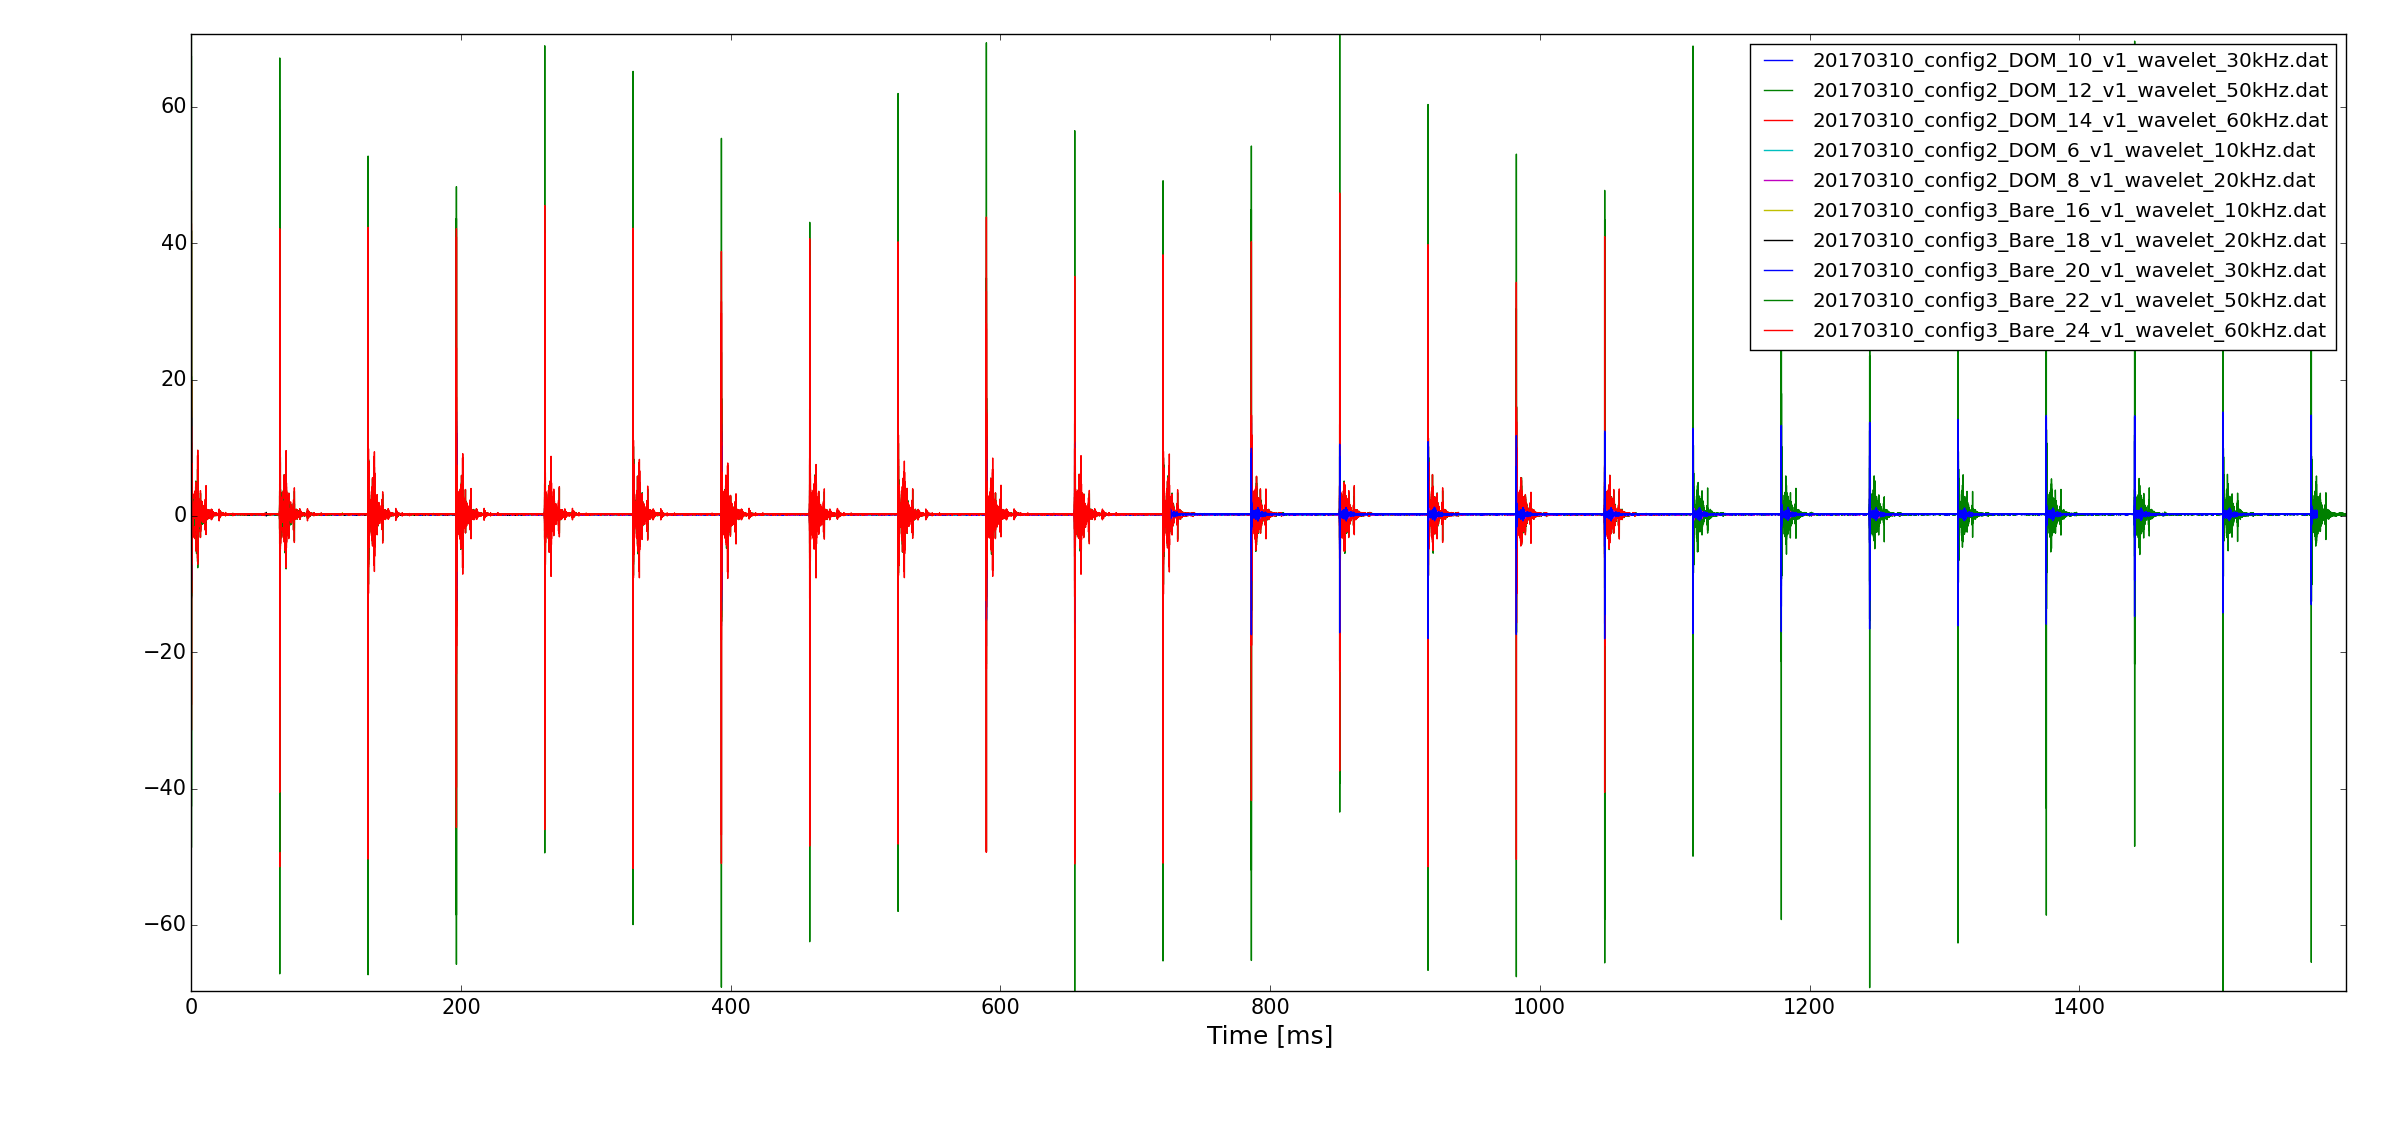 60
40
20
0
−20
−40
−60
0 200 400 600 800 1000 1200 1400
Time [ms]
20170310_config2_DOM_10_v1_wavelet_30kHz.dat
20170310_config2_DOM_12_v1_wavelet_50kHz.dat
20170310_config2_DOM_14_v1_wavelet_60kHz.dat
20170310_config2_DOM_6_v1_wavelet_10kHz.dat
20170310_config2_DOM_8_v1_wavelet_20kHz.dat
20170310_config3_Bare_16_v1_wavelet_10kHz.dat
20170310_config3_Bare_18_v1_wavelet_20kHz.dat
20170310_config3_Bare_20_v1_wavelet_30kHz.dat
20170310_config3_Bare_22_v1_wavelet_50kHz.dat
20170310_config3_Bare_24_v1_wavelet_60kHz.dat